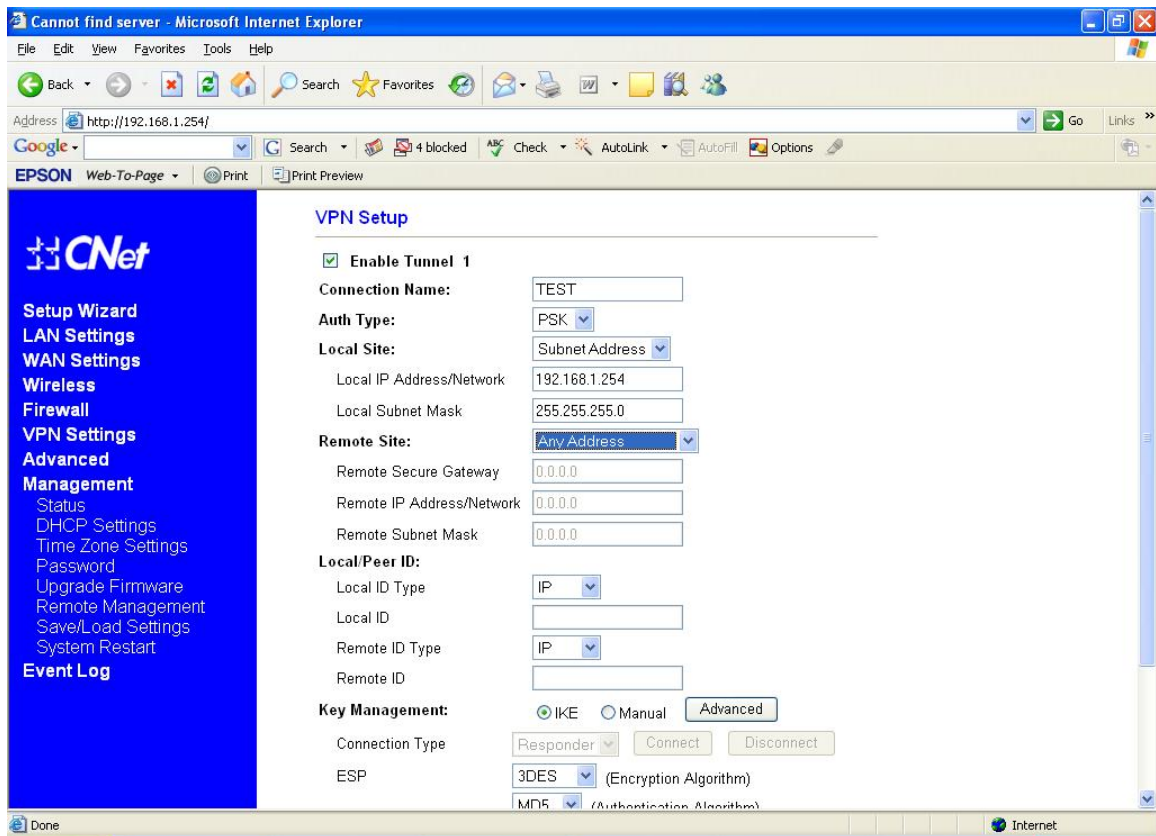 Cannot find server - Microsoft Internet Explorer
File Edit View Favorites Tools Help
Back Search Favorites
Address http://192.168.1.254/ Go Links »
Google Search 4 blocked ABC Check AutoLink AutoFill Options
EPSON Web-To-Page Print Print Preview
CNet
Setup Wizard
LAN Settings
WAN Settings
Wireless
Firewall
VPN Settings
Advanced
Management
Status
DHCP Settings
Time Zone Settings
Password
Upgrade Firmware
Remote Management
Save/Load Settings
System Restart
Event Log
VPN Setup
Enable Tunnel 1
Connection Name: TEST
Auth Type: PSK
Local Site: Subnet Address
Local IP Address/Network 192.168.1.254
Local Subnet Mask 255.255.255.0
Remote Site: Any Address
Remote Secure Gateway 0.0.0.0
Remote IP Address/Network 0.0.0.0
Remote Subnet Mask 0.0.0.0
Local/Peer ID:
Local ID Type IP
Local ID
Remote ID Type IP
Remote ID
Key Management: IKE Manual Advanced
Connection Type Responder Connect Disconnect
ESP 3DES (Encryption Algorithm)
MD5 (Authentication Algorithm)
Done Internet